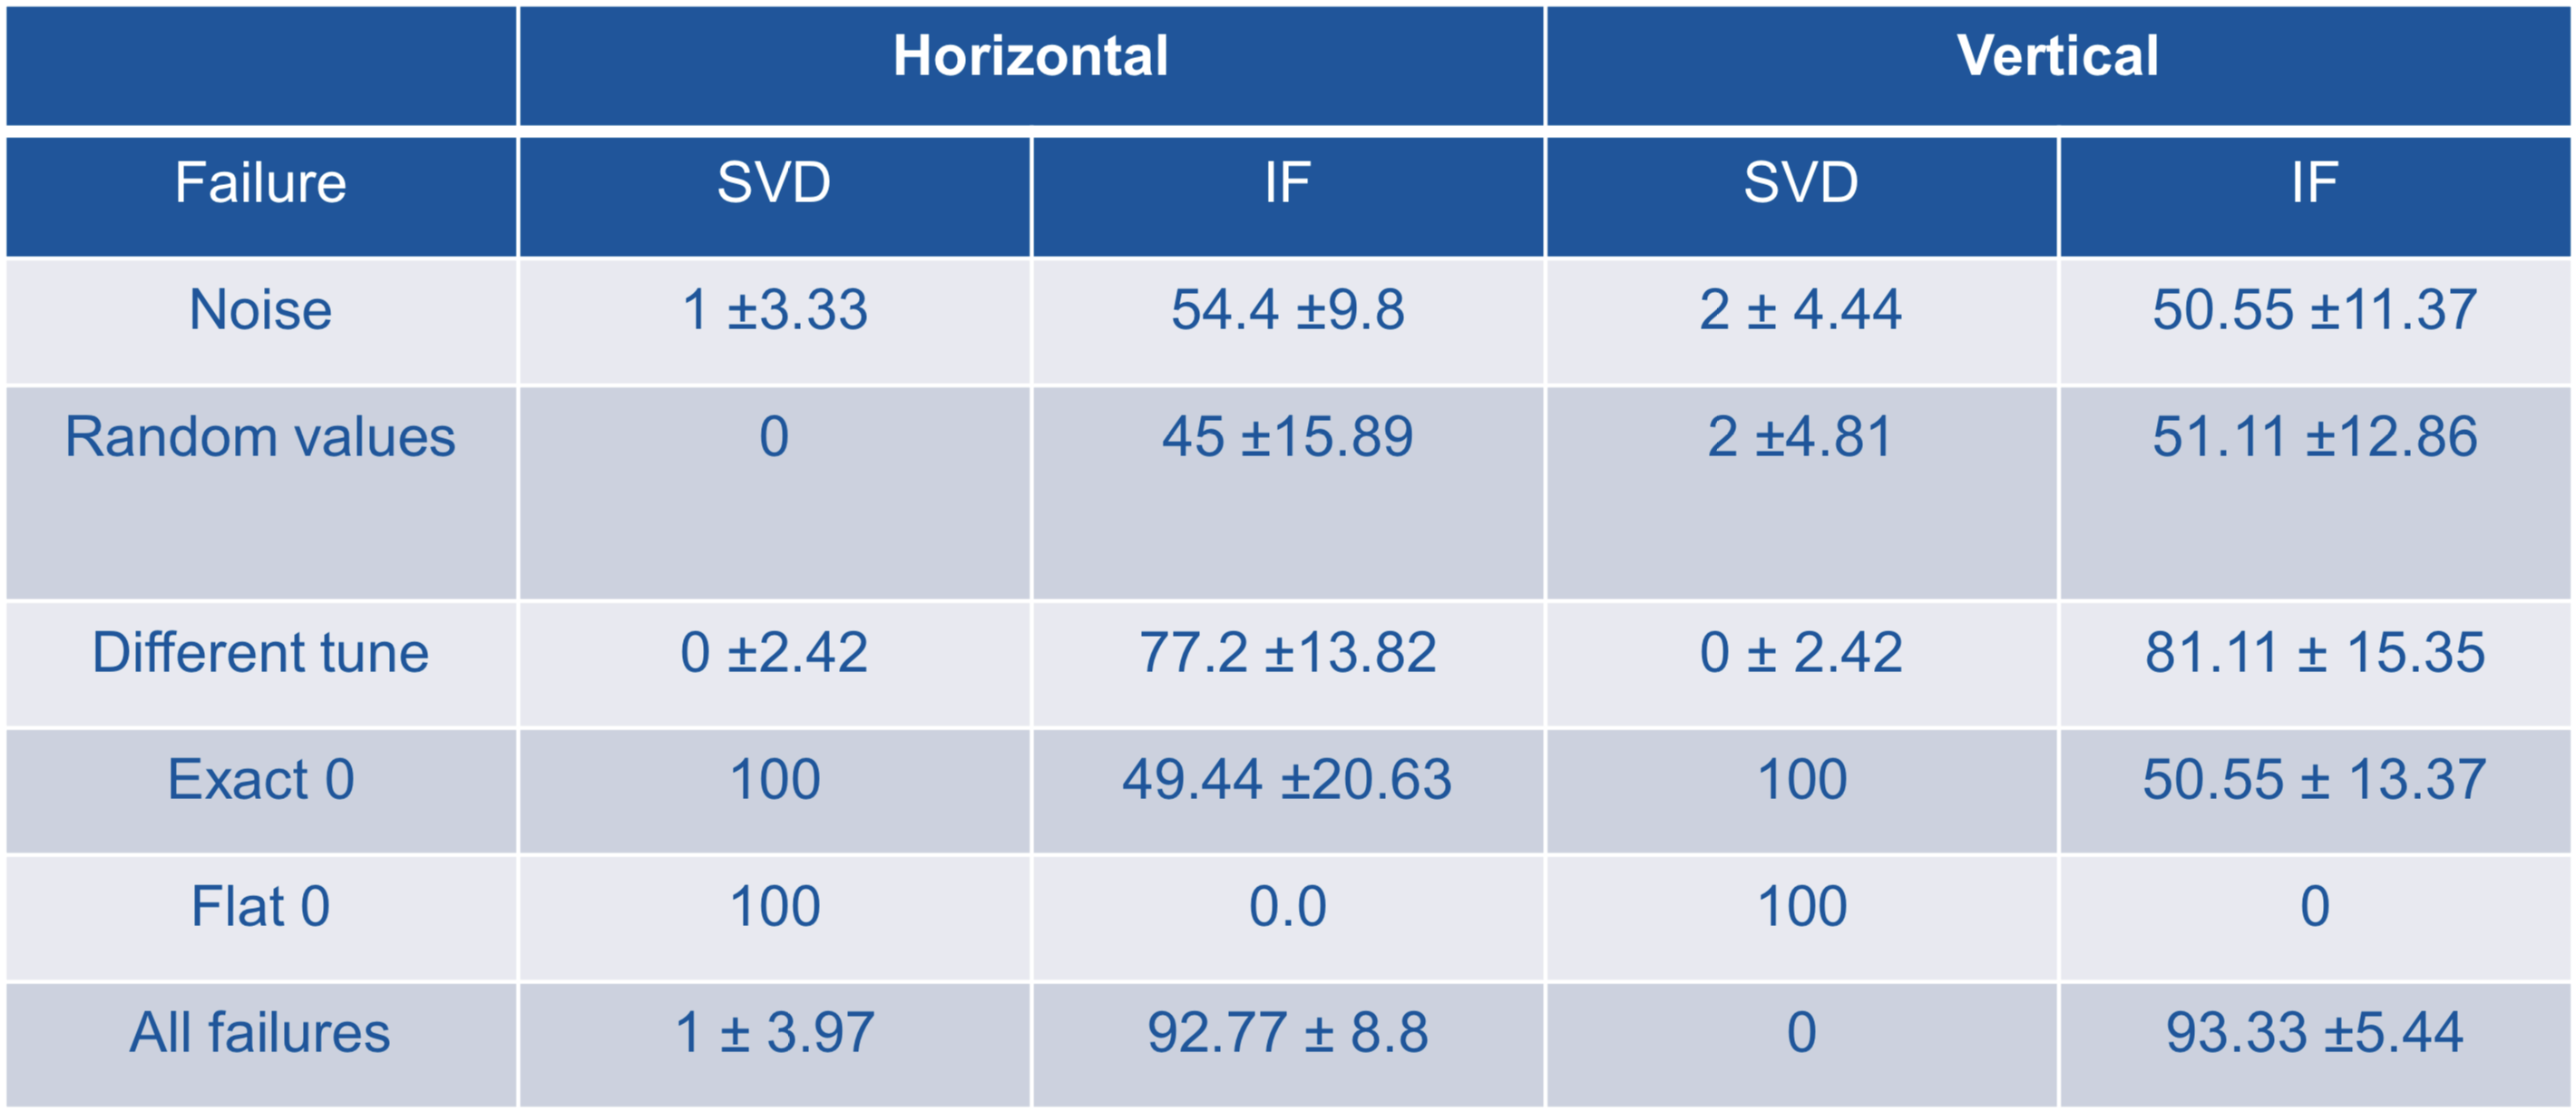 Horizontal Vertical
Failure SVD IF SVD IF
Noise 1 ±3.33 54.4 ±9.8 2 ± 4.44 50.55 ±11.37
Random values 0 45 ±15.89 2 ±4.81 51.11 ±12.86
Different tune 0 ±2.42 77.2 ±13.82 0 ± 2.42 81.11 ± 15.35
Exact 0 100 49.44 ±20.63 100 50.55 ± 13.37
Flat 0 100 0.0 100 0
All failures 1 ± 3.97 92.77 ± 8.8 0 93.33 ±5.44